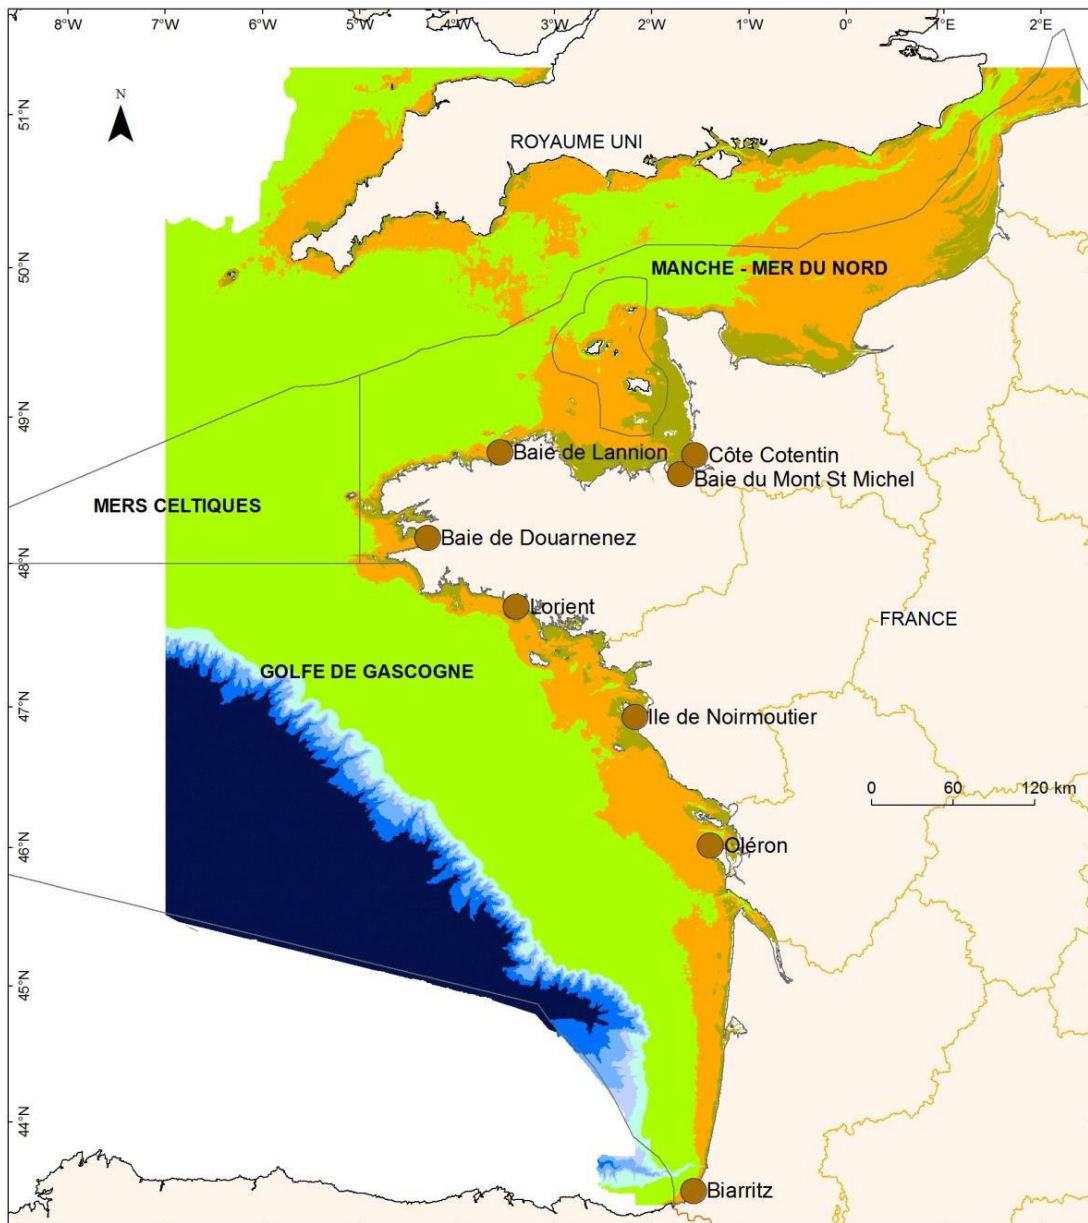 8°W 7°W 6°W 5°W 4°W 3°W 2°W 1°W 0° 1°E 2°E
N
51°N
ROYAUME UNI
50°N
MANCHE - MER DU NORD
49°N
Baie de Lannion
Côte Cotentin
Baie du Mont St Michel
MERS CELTIQUES
Baie de Douarnenez
48°N
Lorient
FRANCE
GOLFE DE GASCOGNE
47°N
Ile de Noirmoutier
0 60 120 km
46°N
Oléron
45°N
44°N
Biarritz